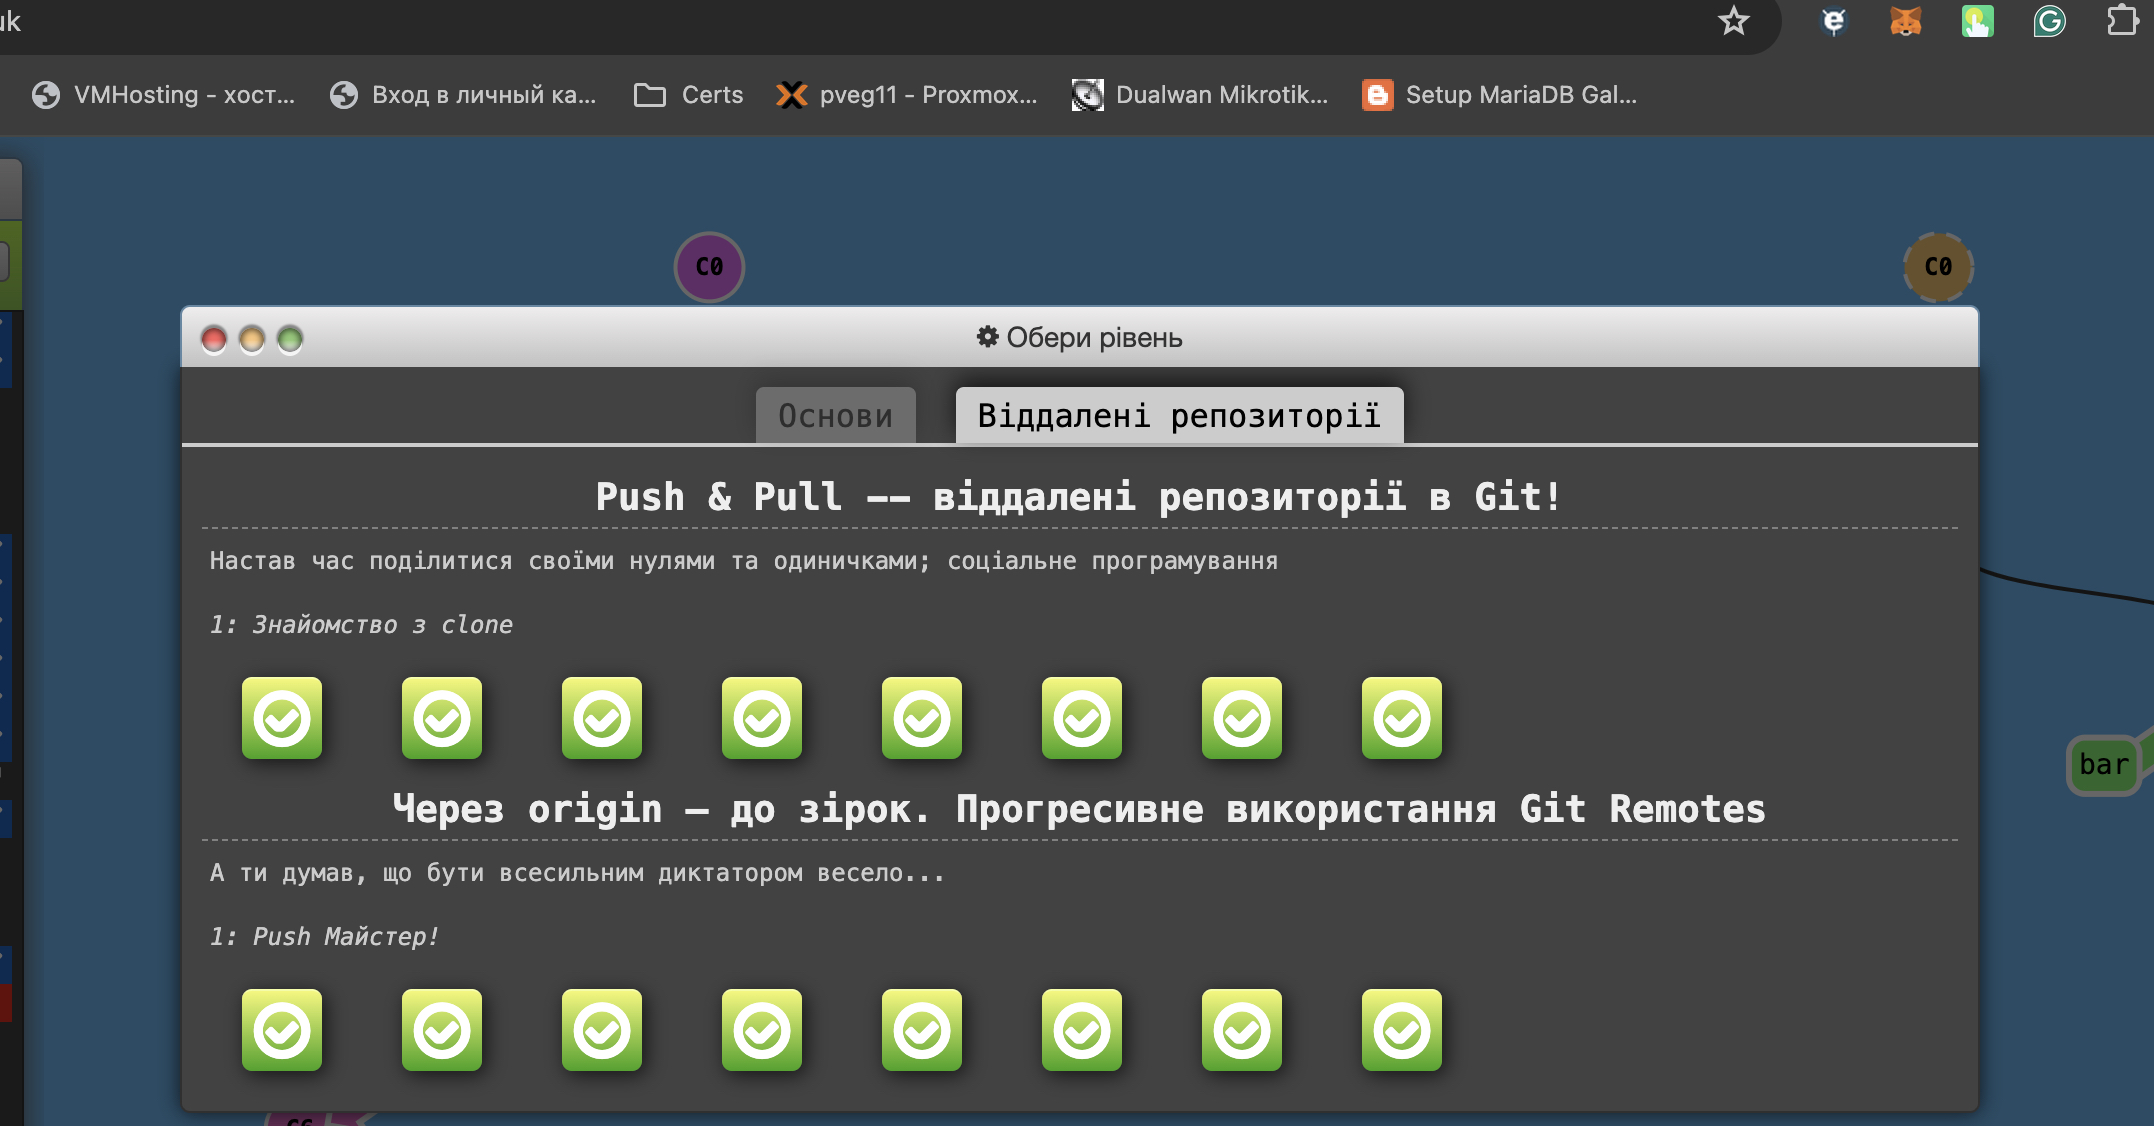 uk
VMHosting - хост...
Вход в личный ка...
Certs
pveg11 - Proxmox...
Dualwan Mikrotik...
Setup MariaDB Gal...
C0
C0
Обери рівень
Основи
Віддалені репозиторії
Push & Pull -- віддалені репозиторії в Git!
Настав час поділитися своїми нулями та одиничками; соціальне програмування
1: Знайомство з clone
bar
Через origin – до зірок. Прогресивне використання Git Remotes
А ти думав, що бути всесильним диктатором весело...
1: Push Майстер!